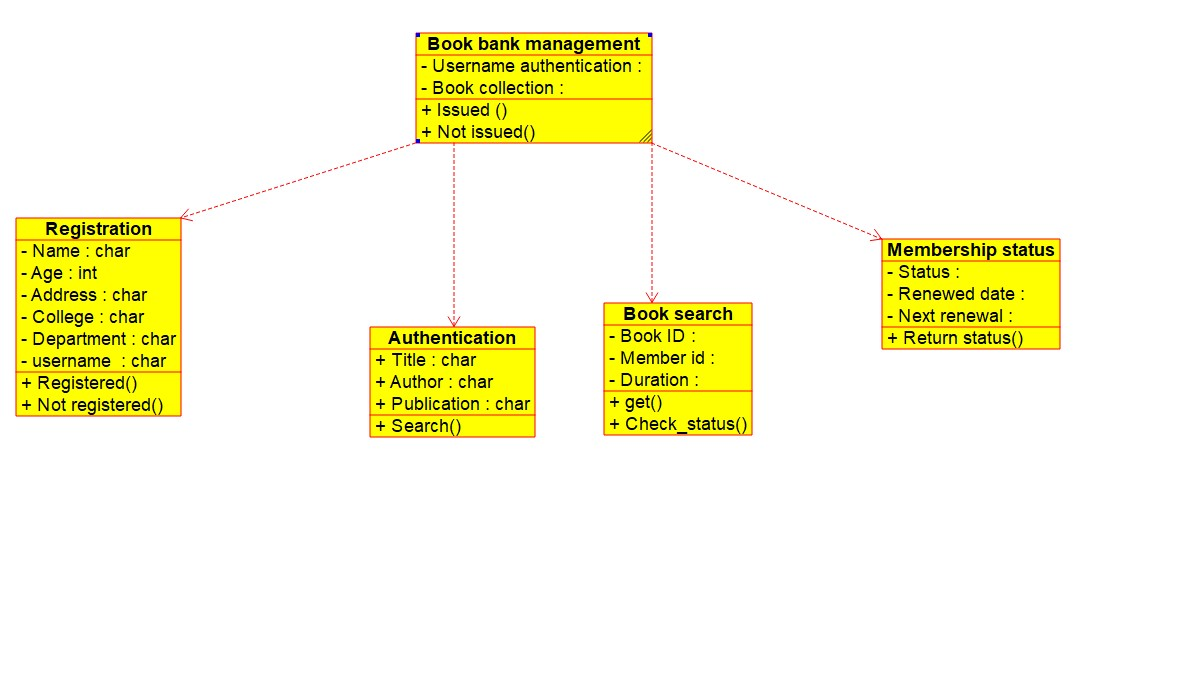 Book bank management
- Username authentication :
- Book collection :
+ Issued ()
+ Not issued()
Registration
- Name : char
- Age : int
- Address : char
- College : char
- Department : char
- username  : char
+ Registered()
+ Not registered()
Authentication
+ Title : char
+ Author : char
+ Publication : char
+ Search()
Book search
- Book ID :
- Member id :
- Duration :
+ get()
+ Check_status()
Membership status
- Status :
- Renewed date :
- Next renewal :
+ Return status()